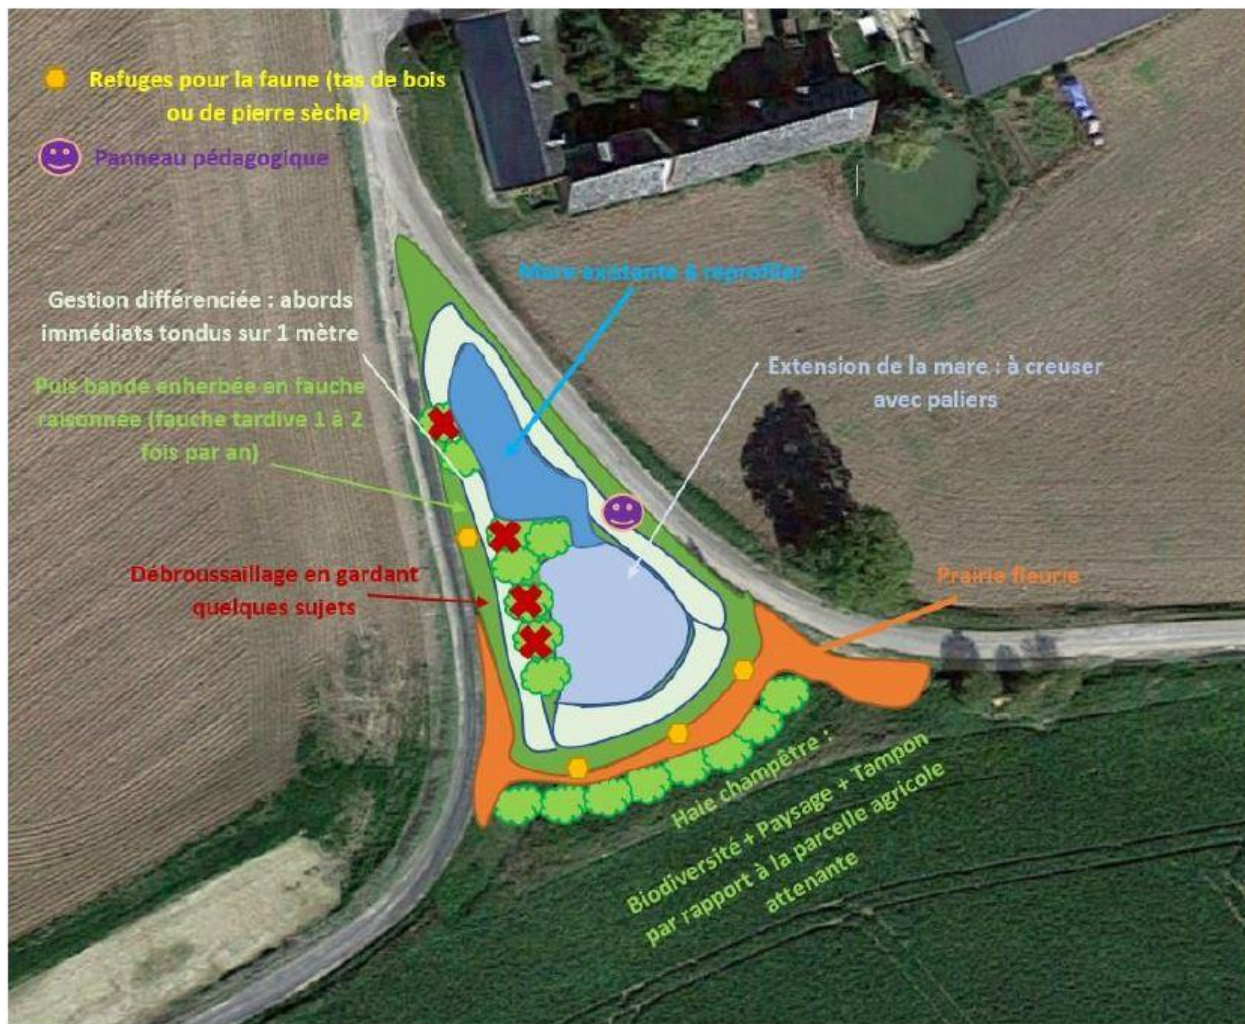 Refuges pour la faune (tas de bois
ou de pierre sèche)
Panneau pédagogique
Mare existante à reprofiler
Gestion différenciée : abords
immédiats tondus sur 1 mètre
Extension de la mare : à creuser
avec paliers
Puis bande enherbée en fauche
raisonnée (fauche tardive 1 à 2
fois par an)
Débroussaillage en gardant
quelques sujets
Prairie fleurie
Haie champêtre :
Biodiversité + Paysage + Tampon
par rapport à la parcelle agricole
attenante